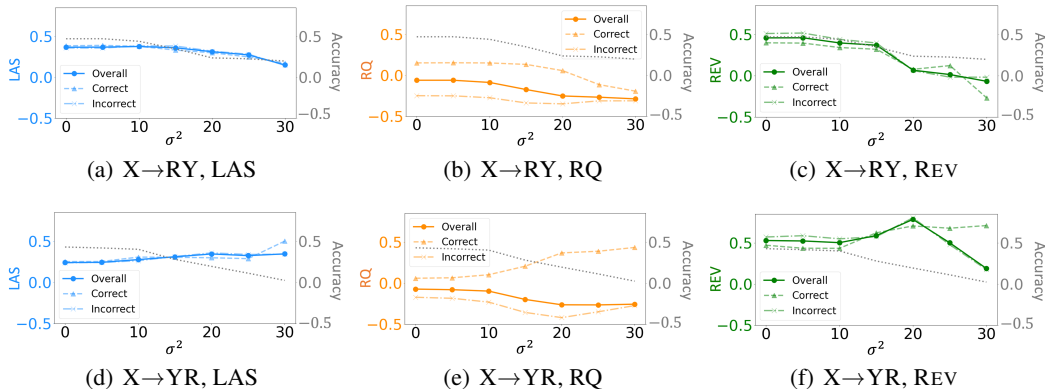 0.5
0.0
−0.5
LAS
Overall
Correct
Incorrect
0 10 20 30
σ²
0.5
0.0
−0.5
Accuracy
(a) X→RY, LAS
0.5
0.0
−0.5
RQ
Overall
Correct
Incorrect
0 10 20 30
σ²
0.5
0.0
−0.5
Accuracy
(b) X→RY, RQ
0.5
0.0
−0.5
REV
Overall
Correct
Incorrect
0 10 20 30
σ²
0.5
0.0
−0.5
Accuracy
(c) X→RY, REV
0.5
0.0
−0.5
LAS
Overall
Correct
Incorrect
0 10 20 30
σ²
0.5
0.0
−0.5
Accuracy
(d) X→YR, LAS
0.5
0.0
−0.5
RQ
Overall
Correct
Incorrect
0 10 20 30
σ²
0.5
0.0
−0.5
Accuracy
(e) X→YR, RQ
0.5
0.0
−0.5
REV
Overall
Correct
Incorrect
0 10 20 30
σ²
0.5
0.0
−0.5
Accuracy
(f) X→YR, REV